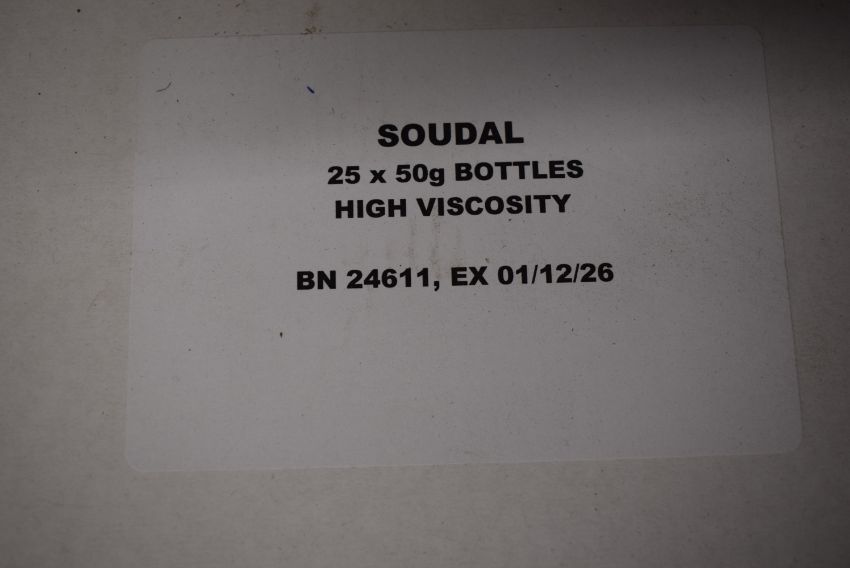 SOUDAL
25 x 50g BOTTLES
HIGH VISCOSITY
BN 24611, EX 01/12/26